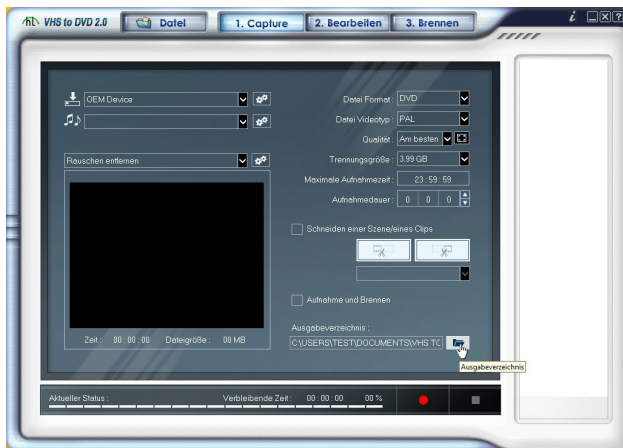 VHS to DVD 2.0
Datei
1. Capture
2. Bearbeiten
3. Brennen
i
OEM Device
Rauschen entfernen
Zeit : 00 : 00 : 00 Dateigröße : 00 MB
Datei Format : DVD
Datei Videotyp : PAL
Qualität : Am besten
Trennungsgröße : 3.99 GB
Maximale Aufnahmezeit : 23 : 59 : 59
Aufnahmedauer : 0 0 0
Schneiden einer Szene/eines Clips
Aufnahme und Brennen
Ausgabeverzeichnis :
C:\USERS\TEST\DOCUMENTS\VHS TO
Ausgabeverzeichnis
Aktueller Status : Verbleibende Zeit : 00 : 00 : 00 00 %